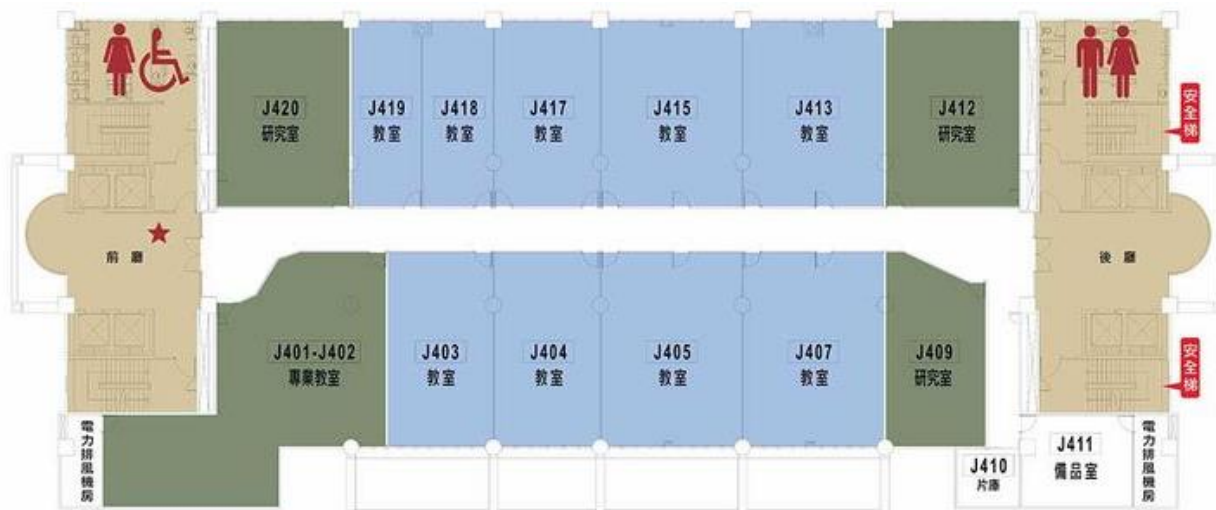 J420
研究室
J419
教室
J418
教室
J417
教室
J415
教室
J413
教室
J412
研究室
安全梯
前廳
後廳
J401-J402
專業教室
J403
教室
J404
教室
J405
教室
J407
教室
J409
研究室
安全梯
電力排風機房
J410
片庫
J411
備品室
電力排風機房